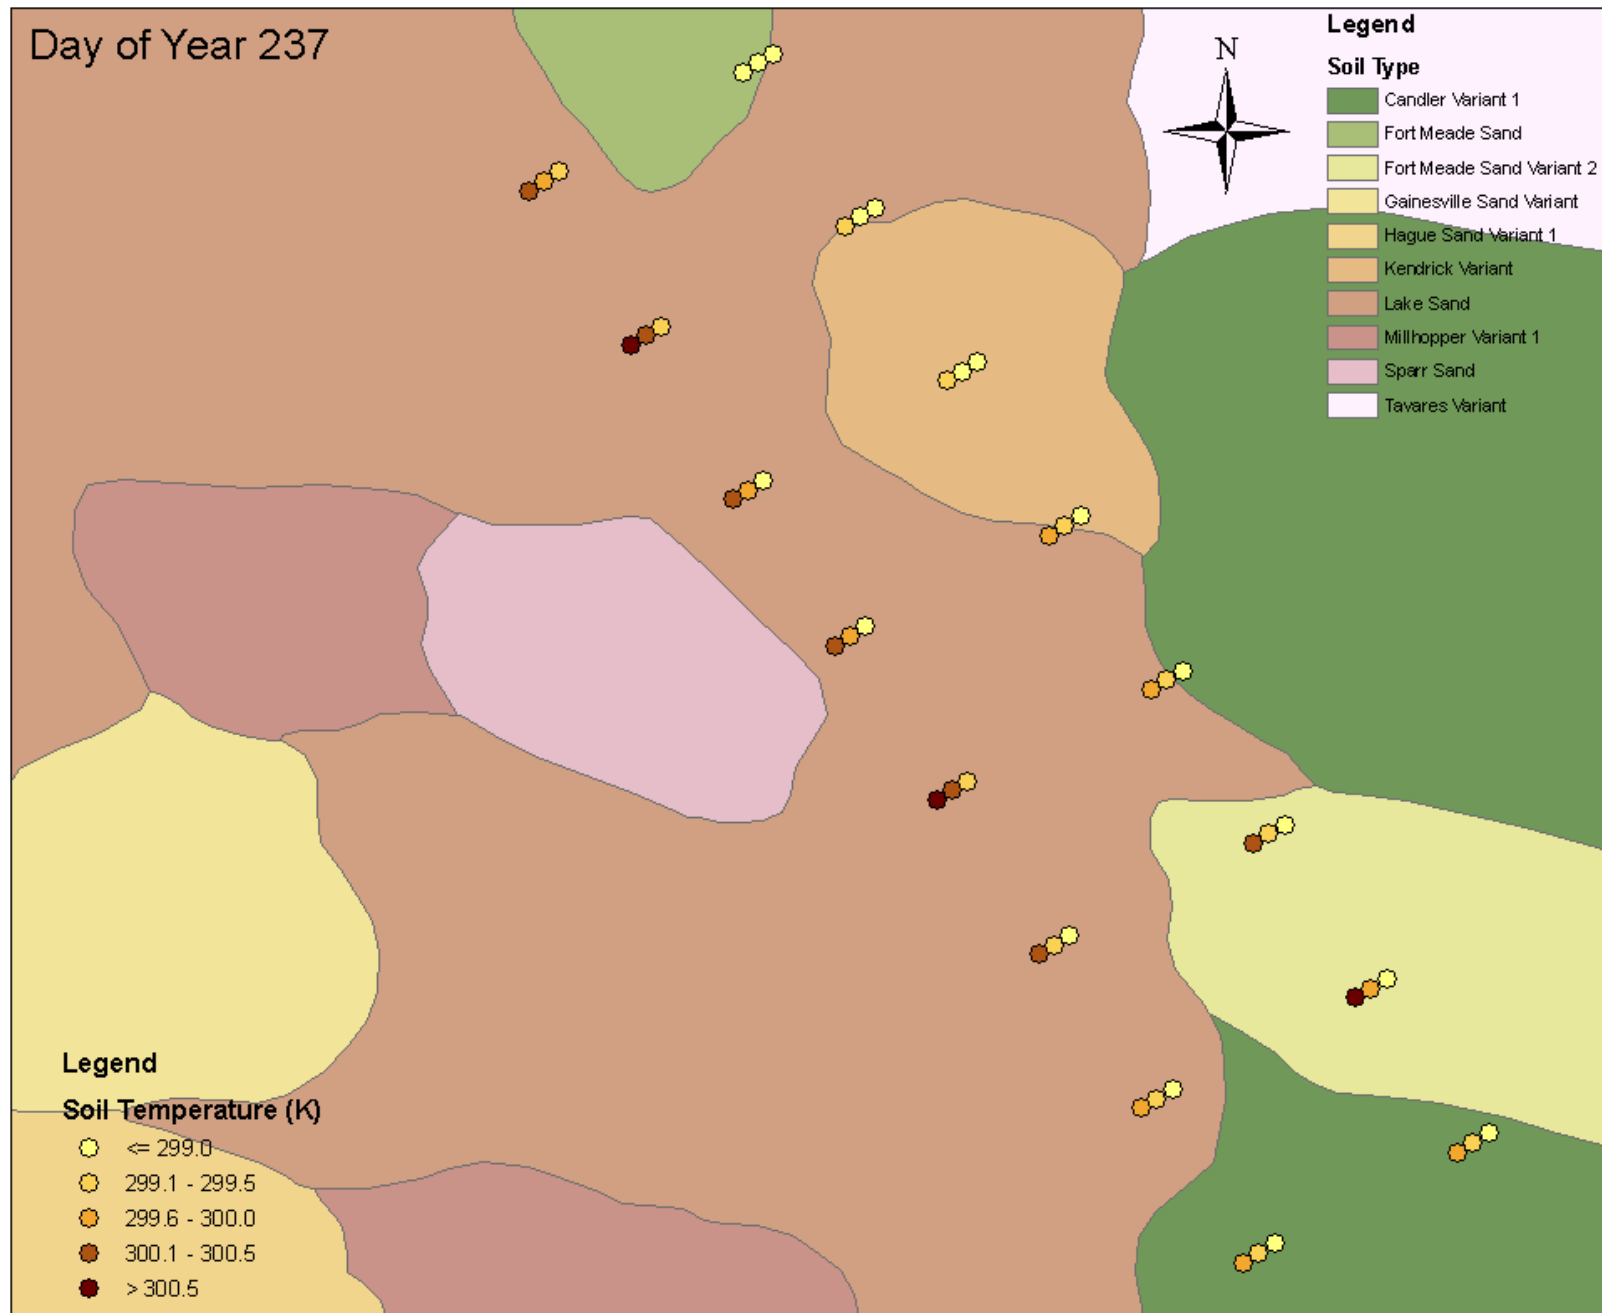 Day of Year 237
N
Legend
Soil Type
Candler Variant 1
Fort Meade Sand
Fort Meade Sand Variant 2
Gainesville Sand Variant
Hague Sand Variant 1
Kendrick Variant
Lake Sand
Millhopper Variant 1
Sparr Sand
Tavares Variant
Legend
Soil Temperature (K)
<= 299.0
299.1 - 299.5
299.6 - 300.0
300.1 - 300.5
> 300.5